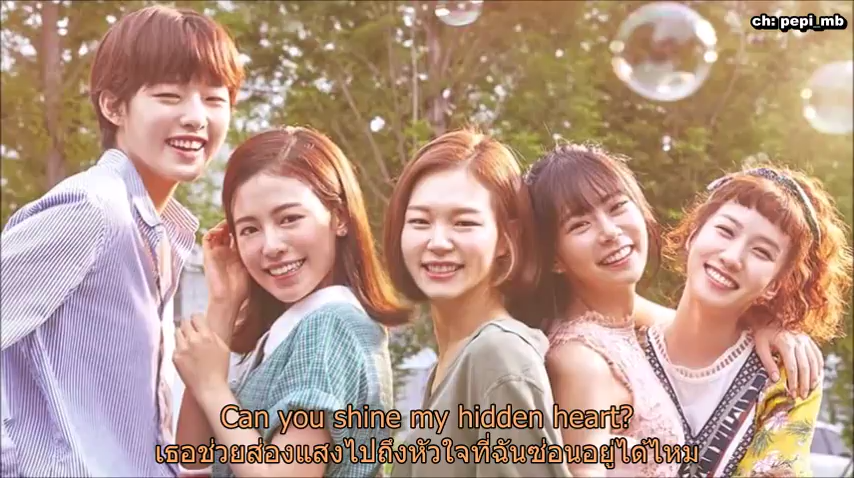 ch: pepi_mb
Can you shine my hidden heart?
เธอช่วยส่องแสงไปถึงหัวใจที่ฉันซ่อนอยู่ได้ไหม